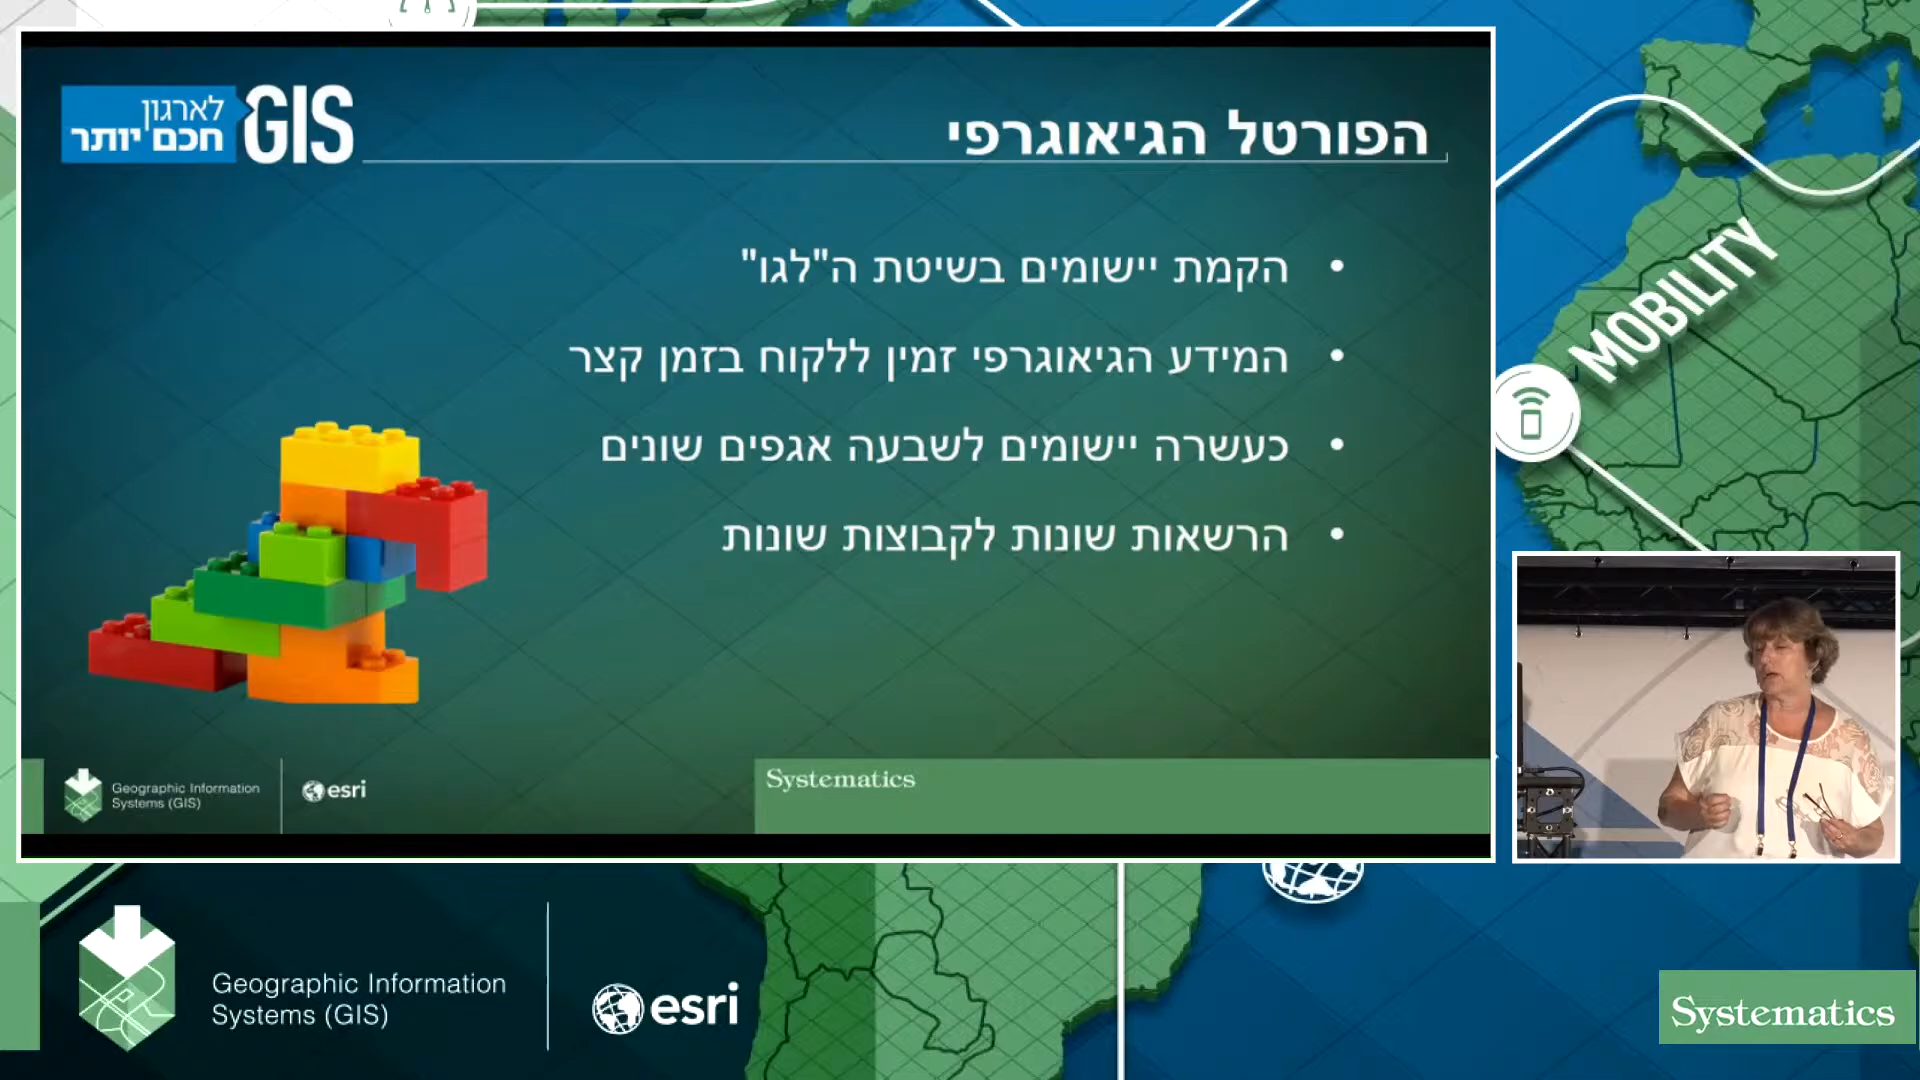 לארגון
חכם יותר
GIS
הפורטל הגיאוגרפי
• הקמת יישומים בשיטת ה"לגו"
• המידע הגיאוגרפי זמין ללקוח בזמן קצר
• כעשרה יישומים לשבעה אגפים שונים
• הרשאות שונות לקבוצות שונות
Geographic Information
Systems (GIS)
esri
Systematics
MOBILITY
Geographic Information
Systems (GIS)
esri
Systematics